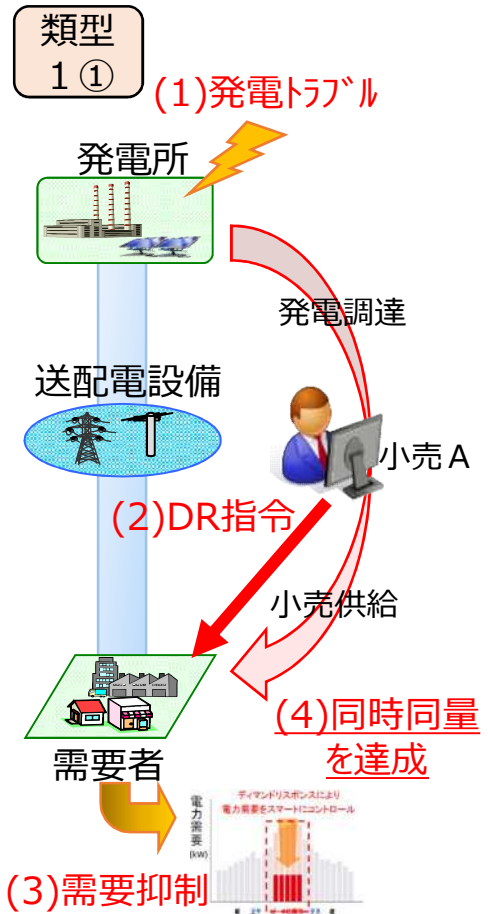 類型
1①
(1)発電ﾄﾗﾌﾞﾙ
発電所
発電調達
送配電設備
小売A
(2)DR指令
小売供給
(4)同時同量
を達成
需要者
ディマンドリスポンスにより
電力需要をスマートにコントロール
電力需要
(kW)
(3)需要抑制